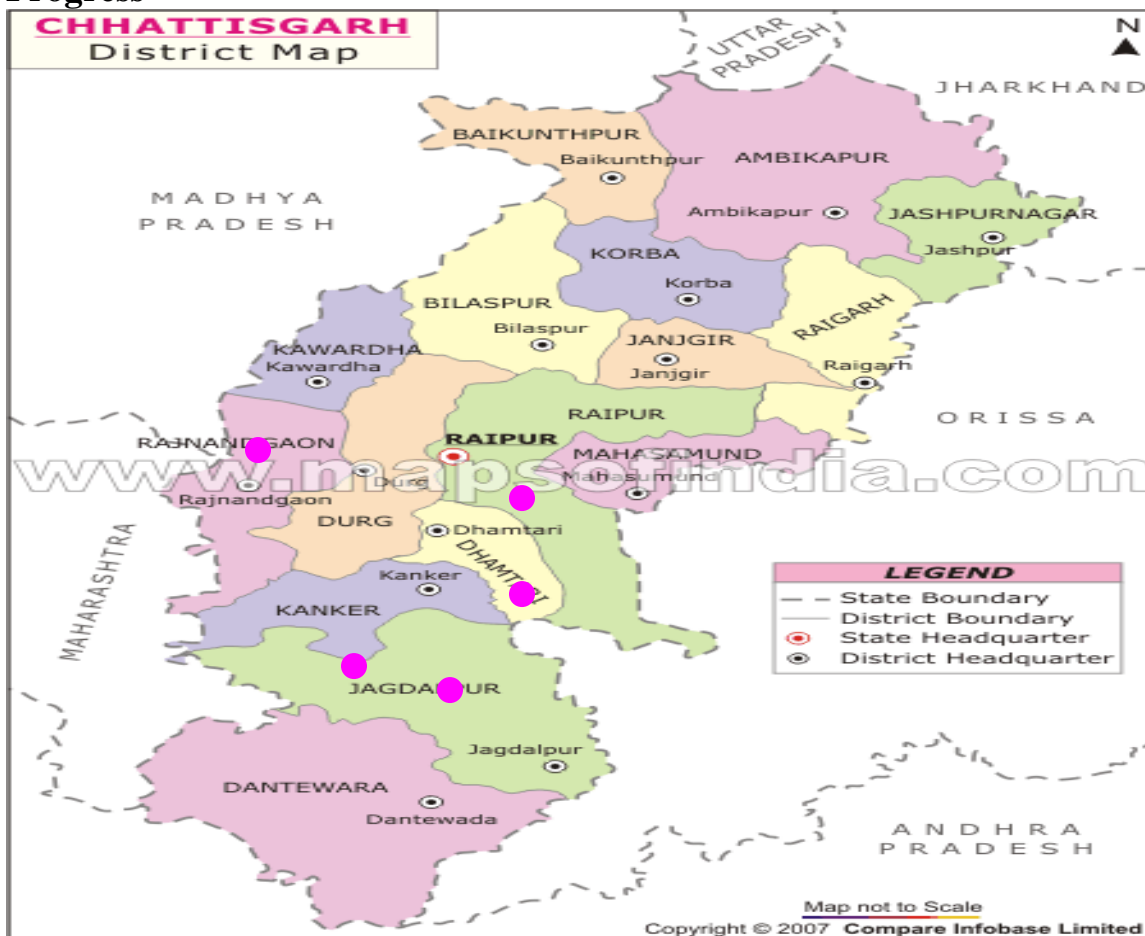 Progress
CHHATTISGARH
District Map
N
UTTAR
PRADESH
JHARKHAND
BAIKUNTHPUR
Baikunthpur
AMBIKAPUR
MADHYA
PRADESH
Ambikapur
JASHPURNAGAR
Jashpur
KORBA
Korba
BILASPUR
Bilaspur
RAIGARH
JANJGIR
Janjgir
Raigarh
KAWARDHA
Kawardha
RAIPUR
ORISSA
RAJNANDGAON
RAIPUR
MAHASAMUND
www.mapsofindia.com
Rajnandgaon
Durg
Mahasumund
DURG
Dhamtari
DHAMTARI
MAHARASHTRA
Kanker
KANKER
LEGEND
State Boundary
District Boundary
State Headquarter
District Headquarter
JAGDALPUR
Jagdalpur
DANTEWARA
Dantewada
ANDHRA
PRADESH
Map not to Scale
Copyright © 2007 Compare Infobase Limited